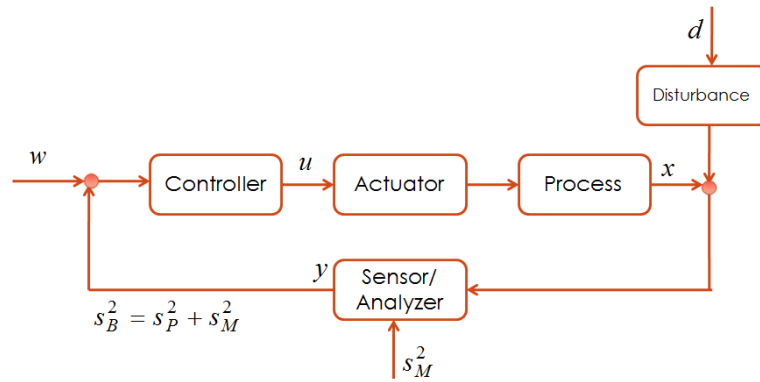 d
Disturbance
w
Controller
u
Actuator
Process
x
y
Sensor/
Analyzer
s_B^2 = s_P^2 + s_M^2
s_M^2